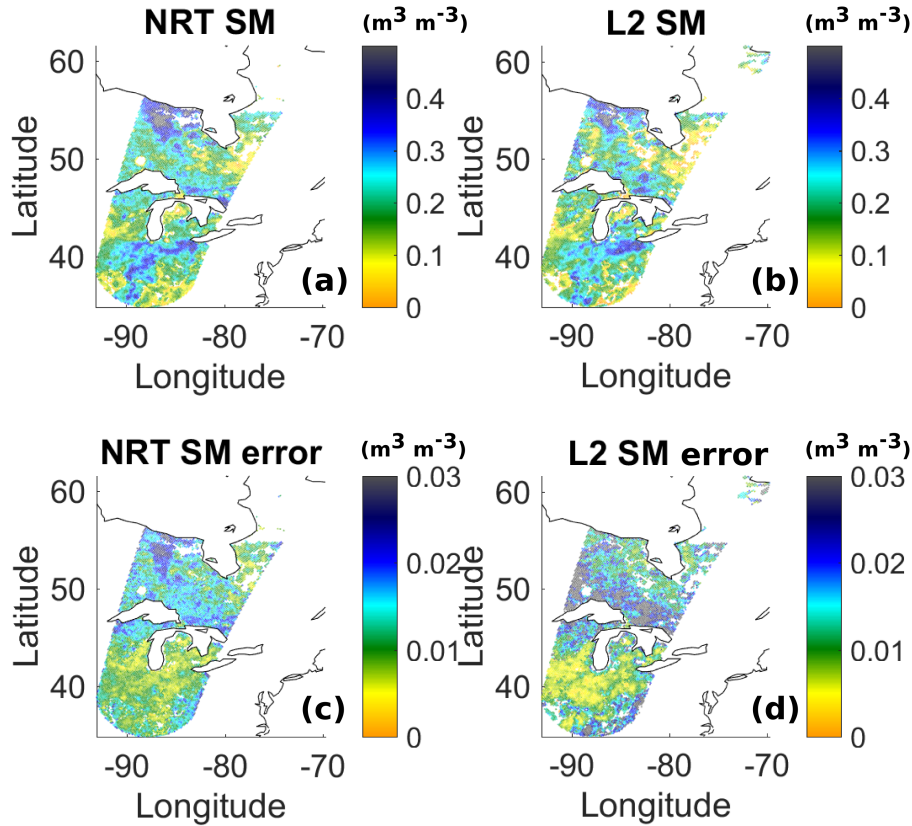 NRT SM
(m³ m⁻³)
L2 SM
(m³ m⁻³)
60
50
40
Latitude
-90
-80
-70
Longitude
(a)
0.4
0.3
0.2
0.1
0
60
50
40
Latitude
-90
-80
-70
Longitude
(b)
0.4
0.3
0.2
0.1
0
NRT SM error
(m³ m⁻³)
L2 SM error
(m³ m⁻³)
60
50
40
Latitude
-90
-80
-70
Longitude
(c)
0.03
0.02
0.01
0
60
50
40
Latitude
-90
-80
-70
Longitude
(d)
0.03
0.02
0.01
0